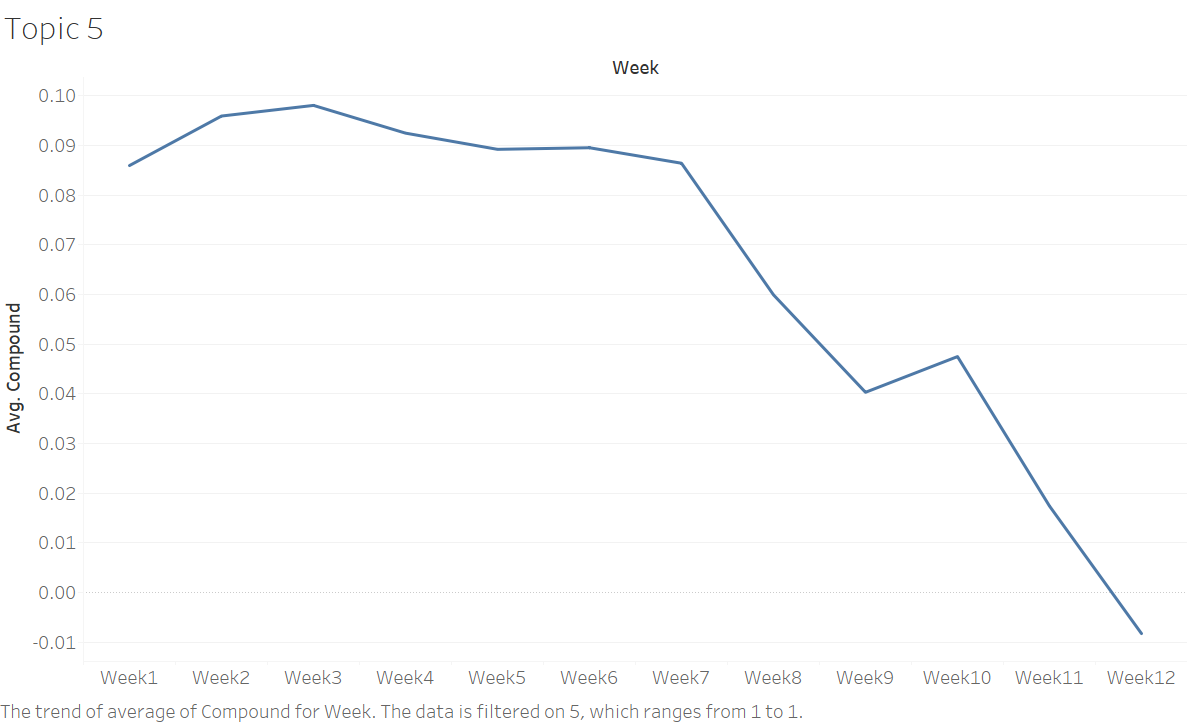 Topic 5
Week
0.10
0.09
0.08
0.07
0.06
0.05
0.04
0.03
0.02
0.01
0.00
-0.01
Avg. Compound
Week1 Week2 Week3 Week4 Week5 Week6 Week7 Week8 Week9 Week10 Week11 Week12
The trend of average of Compound for Week. The data is filtered on 5, which ranges from 1 to 1.